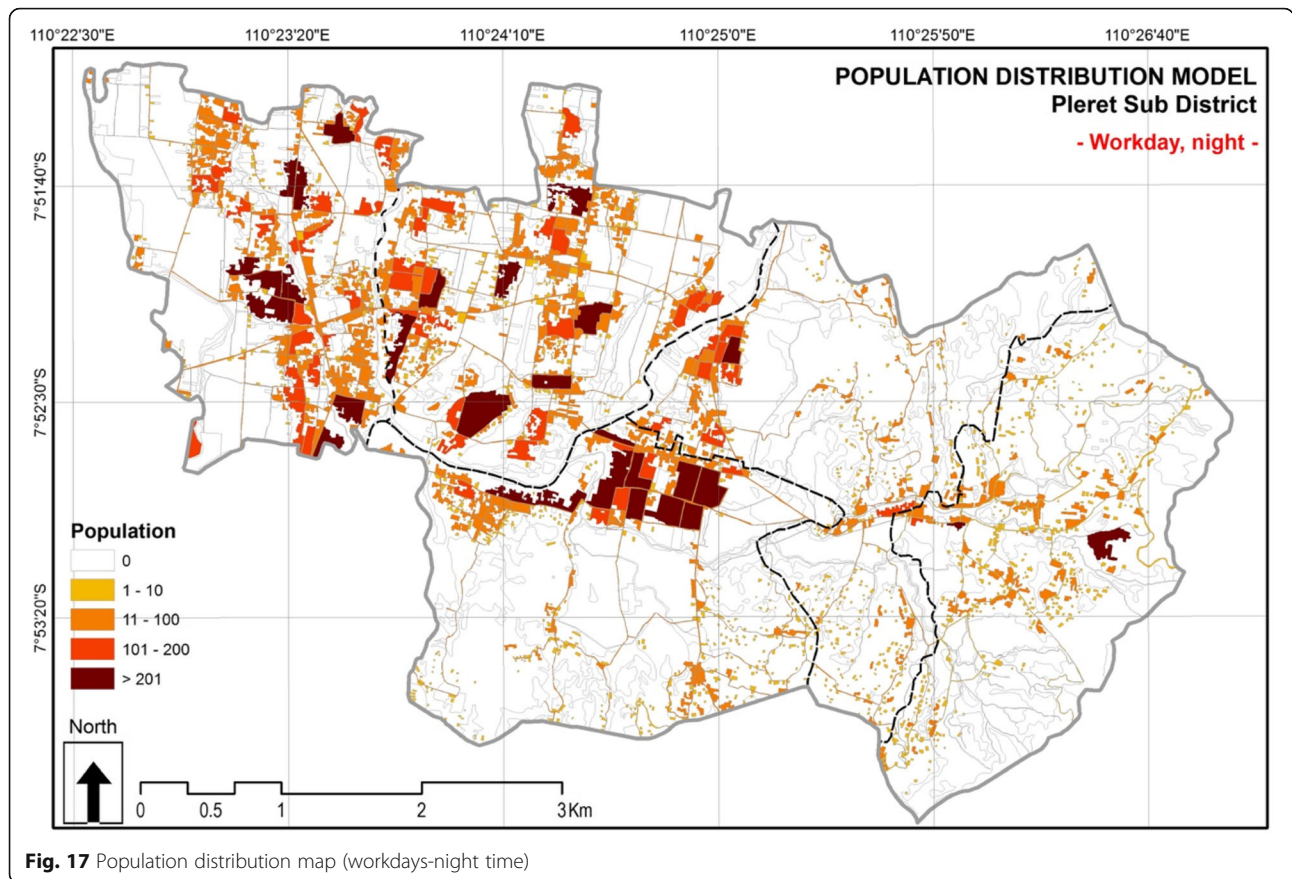 110°22'30"E 110°23'20"E 110°24'10"E 110°25'0"E 110°25'50"E 110°26'40"E
POPULATION DISTRIBUTION MODEL
Pleret Sub District
- Workday, night -
7°51'40"S
7°52'30"S
7°53'20"S
Population
0
1 - 10
11 - 100
101 - 200
> 201
North
0 0.5 1 2 3Km
Fig. 17 Population distribution map (workdays-night time)